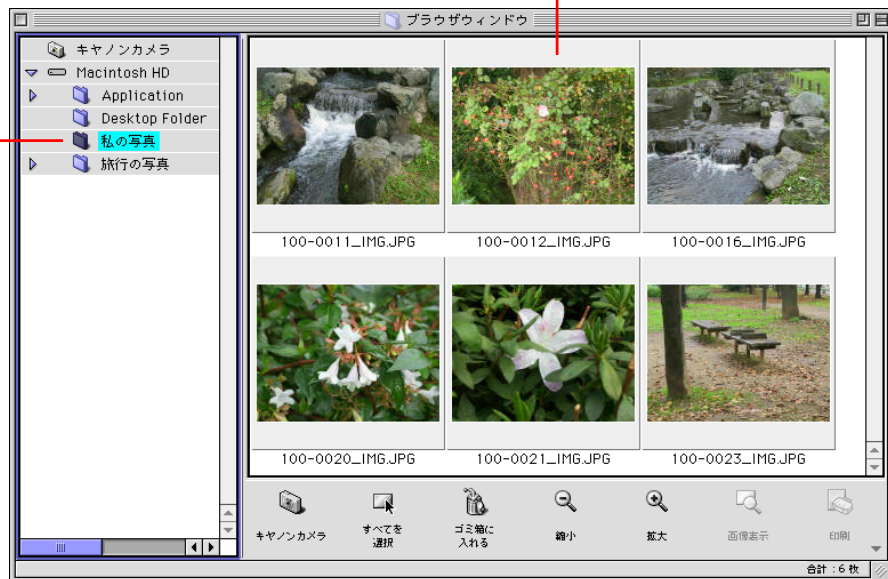 ブラウザウィンドウ
キヤノンカメラ
Macintosh HD
Application
Desktop Folder
私の写真
旅行の写真
100-0011_IMG.JPG
100-0012_IMG.JPG
100-0016_IMG.JPG
100-0020_IMG.JPG
100-0021_IMG.JPG
100-0023_IMG.JPG
キヤノンカメラ
すべてを
選択
ゴミ箱に
入れる
縮小
拡大
画像表示
印刷
合計：6 枚